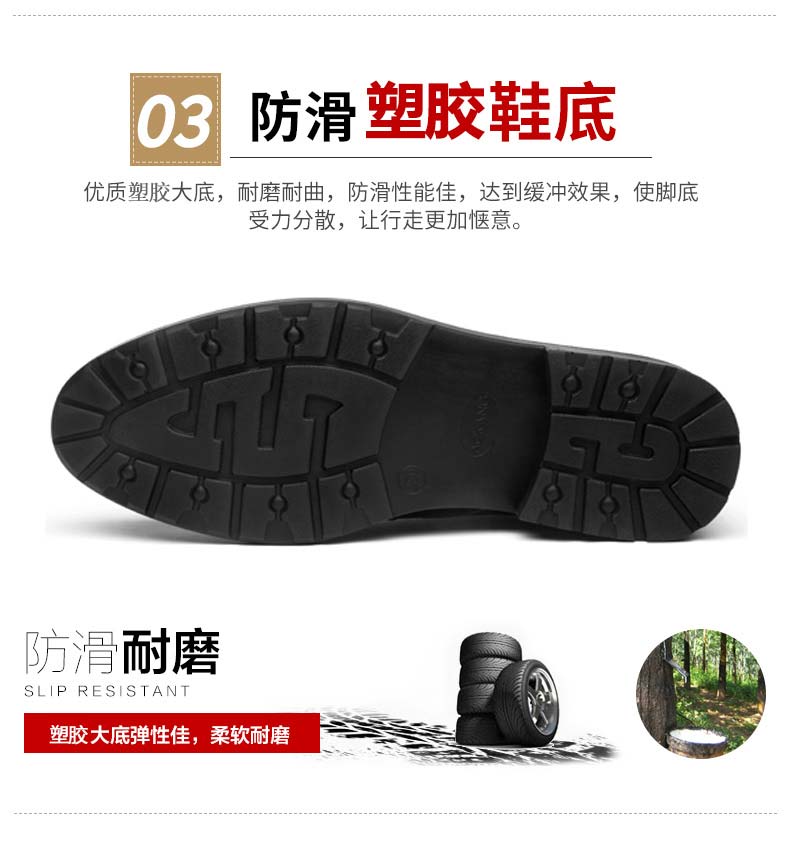 03
防滑塑胶鞋底
优质塑胶大底，耐磨耐曲，防滑性能佳，达到缓冲效果，使脚底
受力分散，让行走更加惬意。
防滑耐磨
SLIP RESISTANT
塑胶大底弹性佳，柔软耐磨